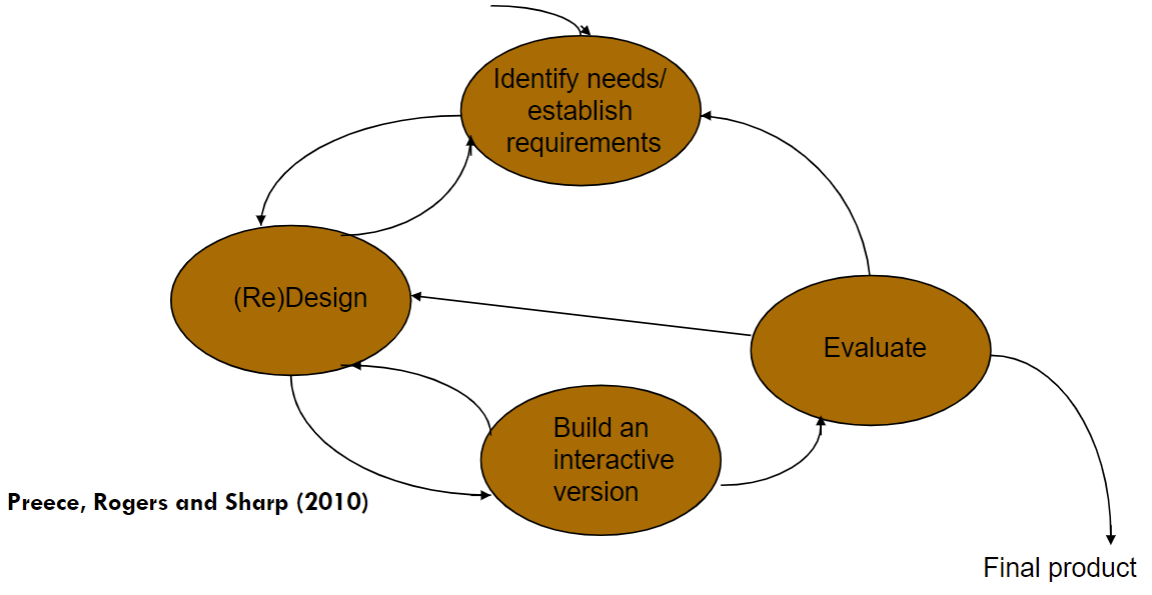 Identify needs/
establish
requirements
(Re)Design
Evaluate
Build an
interactive
version
Preece, Rogers and Sharp (2010)
Final product